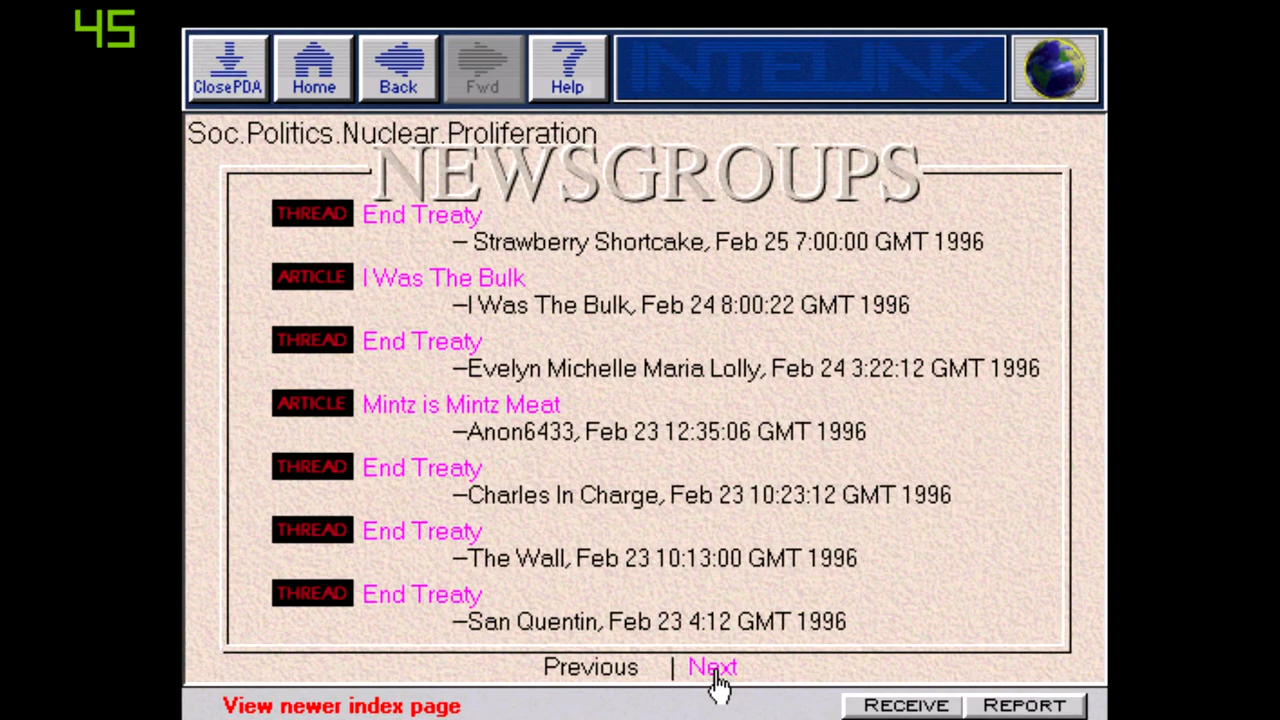 45
ClosePDA Home Back Fwd Help INTELINK
Soc.Politics.Nuclear.Proliferation
NEWSGROUPS
THREAD End Treaty
– Strawberry Shortcake, Feb 25 7:00:00 GMT 1996
ARTICLE I Was The Bulk
–I Was The Bulk, Feb 24 8:00:22 GMT 1996
THREAD End Treaty
–Evelyn Michelle Maria Lolly, Feb 24 3:22:12 GMT 1996
ARTICLE Mintz is Mintz Meat
–Anon6433, Feb 23 12:35:06 GMT 1996
THREAD End Treaty
–Charles In Charge, Feb 23 10:23:12 GMT 1996
THREAD End Treaty
–The Wall, Feb 23 10:13:00 GMT 1996
THREAD End Treaty
–San Quentin, Feb 23 4:12 GMT 1996
Previous | Next
View newer index page RECEIVE REPORT